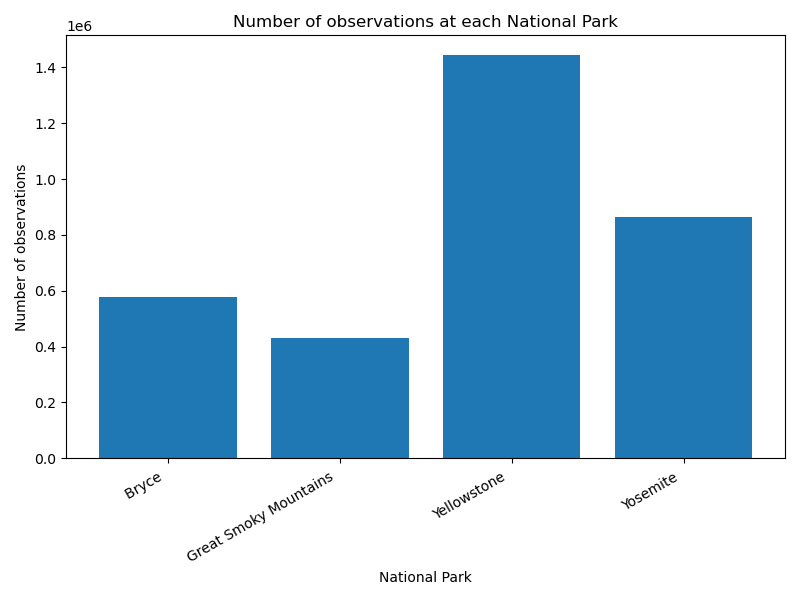 Number of observations at each National Park
1e6
1.4
1.2
1.0
0.8
0.6
0.4
0.2
0.0
Number of observations
Bryce
Great Smoky Mountains
Yellowstone
Yosemite
National Park